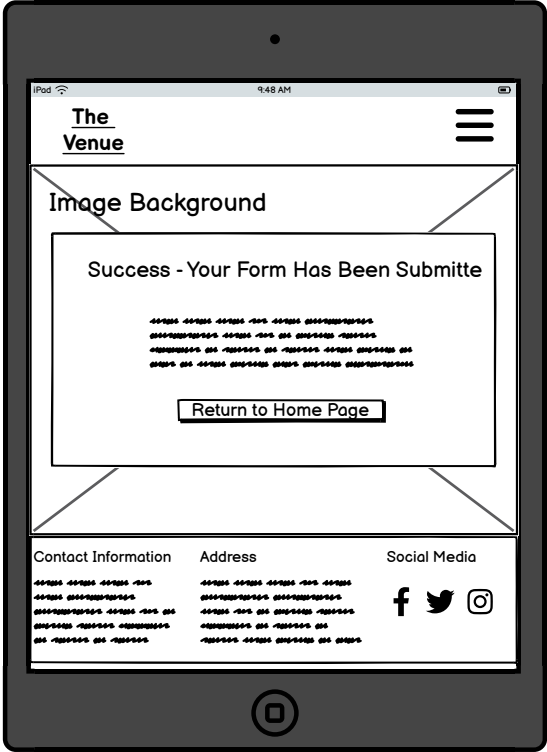 iPad
9:48 AM
The
Venue
Image Background
Success - Your Form Has Been Submitte
Return to Home Page
Contact Information
Address
Social Media